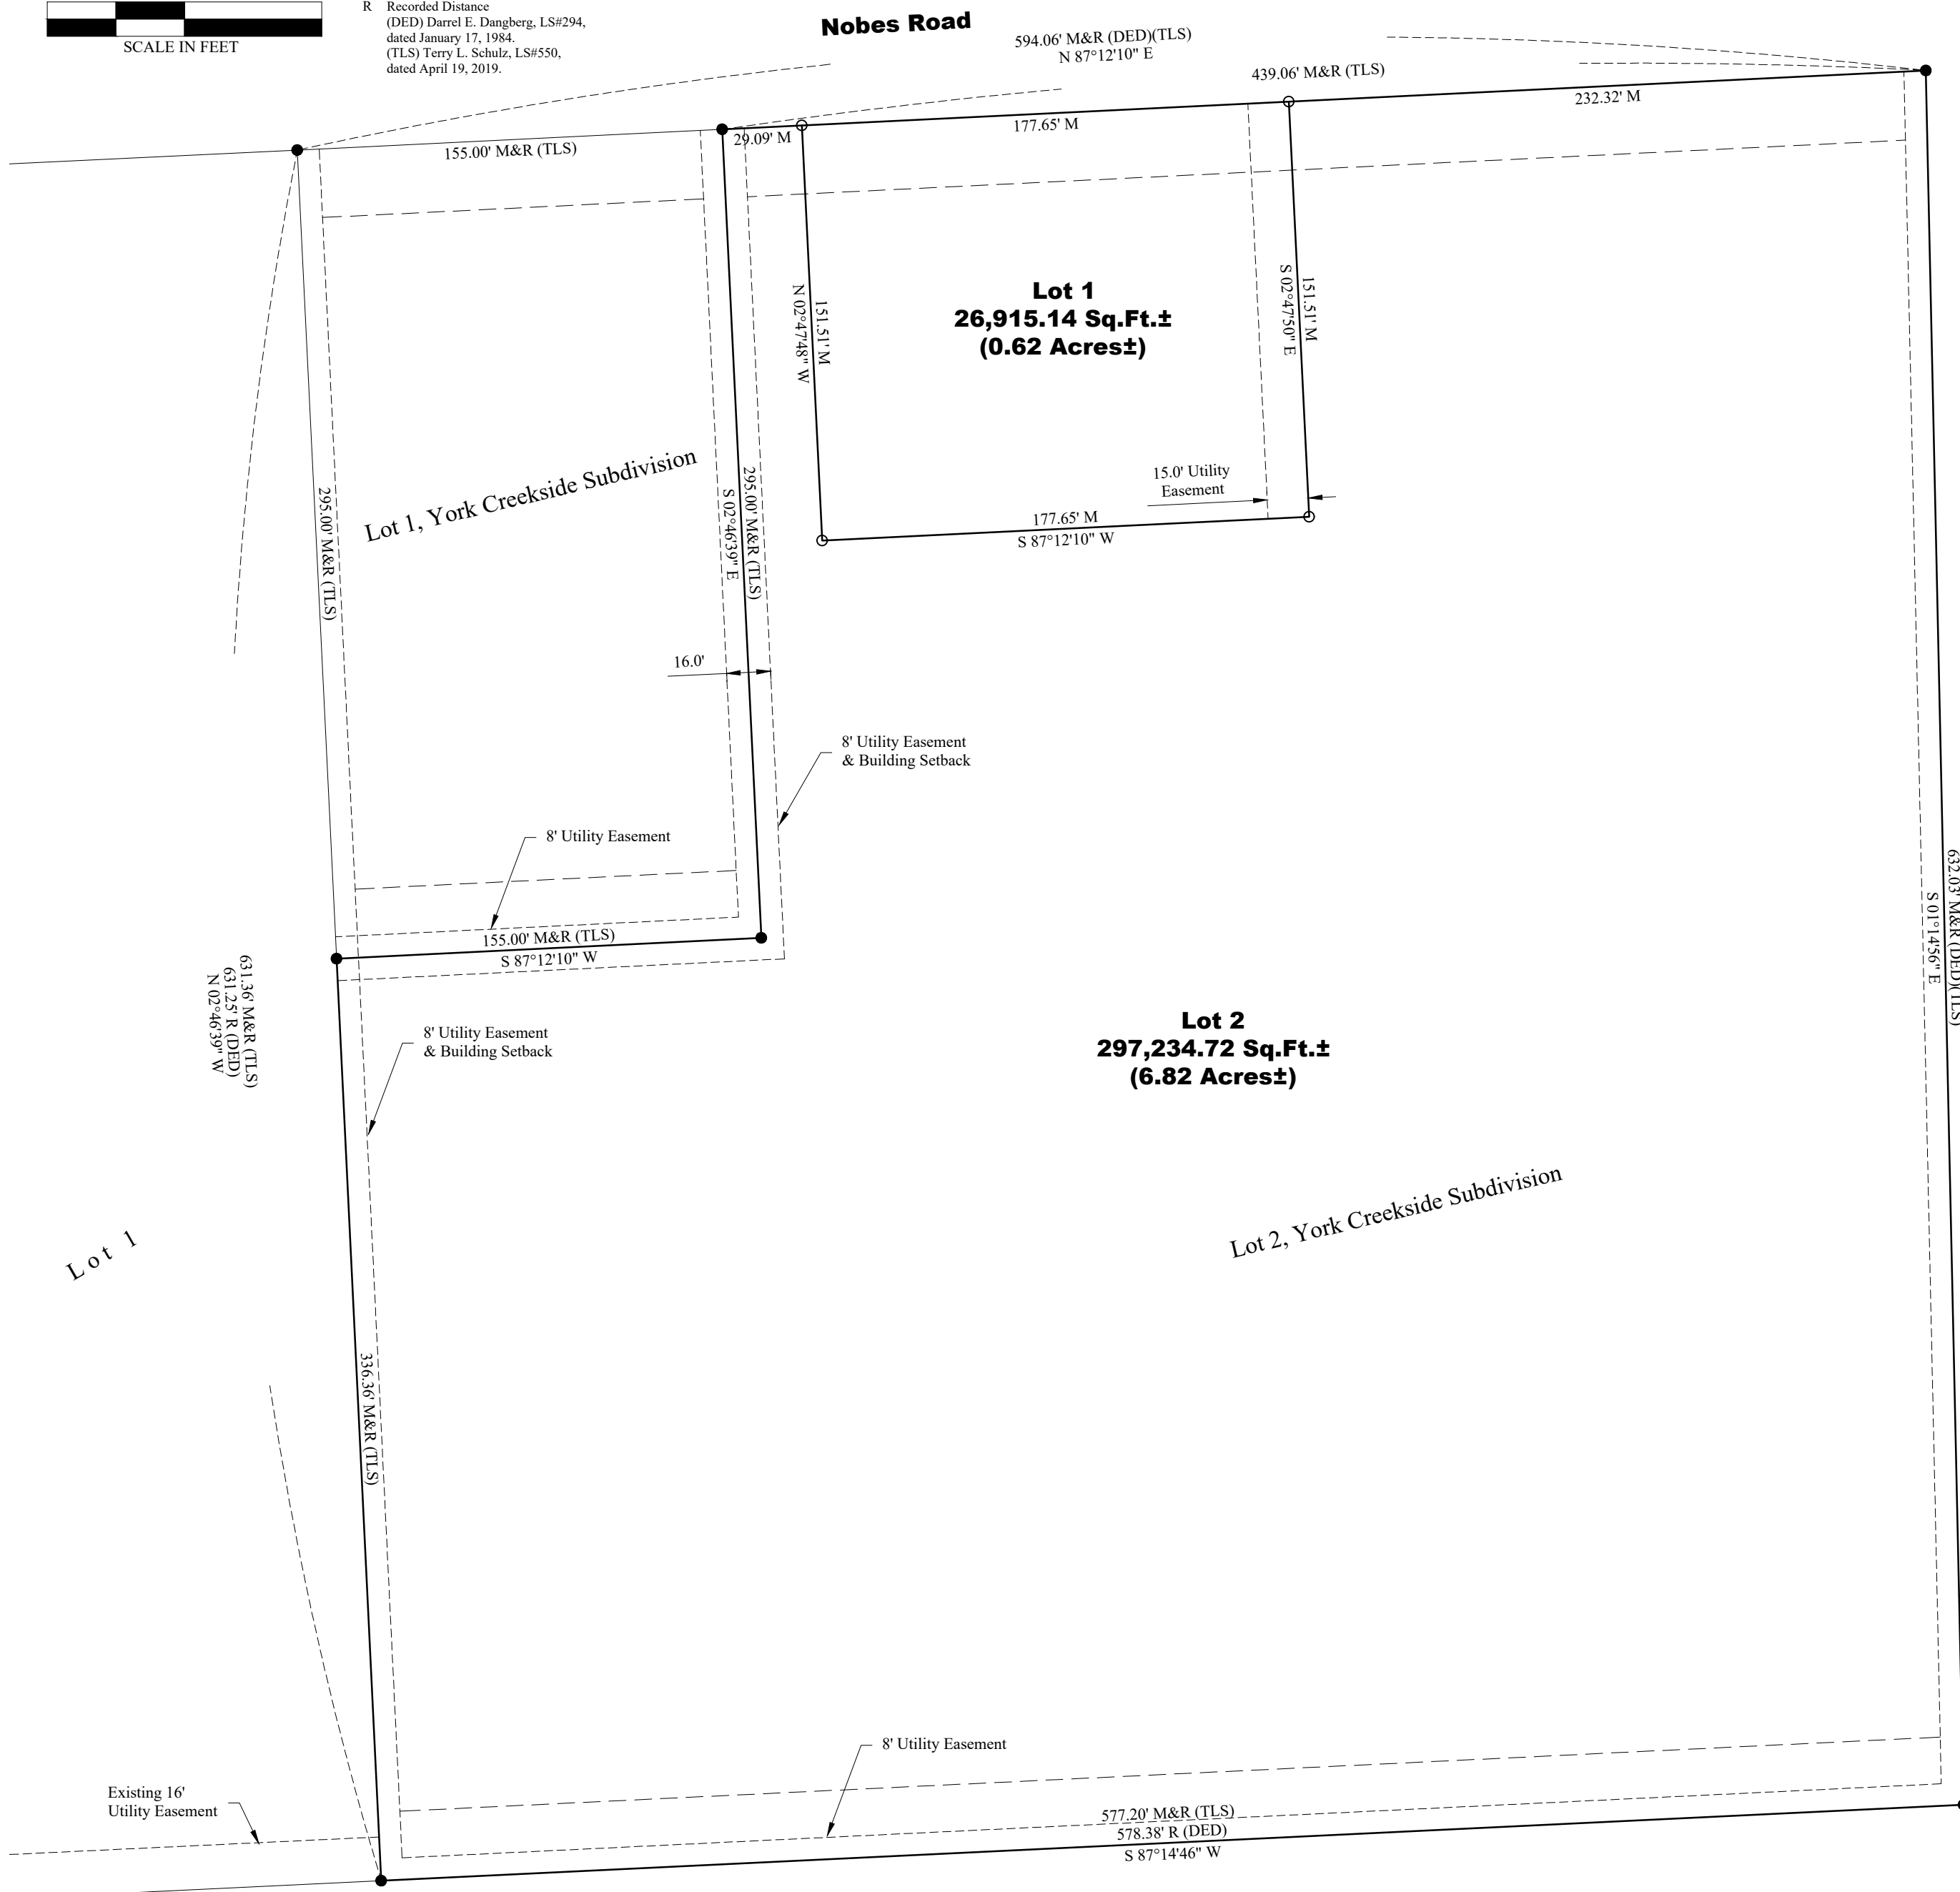 SCALE IN FEET
R Recorded Distance
(DED) Darrel E. Dangberg, LS#294,
dated January 17, 1984.
(TLS) Terry L. Schulz, LS#550,
dated April 19, 2019.
Nobes Road
594.06' M&R (DED)(TLS)
N 87°12'10" E
439.06' M&R (TLS)
155.00' M&R (TLS)
29.09' M
177.65' M
232.32' M
Lot 1
26,915.14 Sq.Ft.±
(0.62 Acres±)
151.51' M
N 02°47'48" W
151.51' M
S 02°47'50" E
15.0' Utility
Easement
177.65' M
S 87°12'10" W
Lot 1, York Creekside Subdivision
295.00' M&R (TLS)
295.00' M&R (TLS)
S 02°46'39" E
16.0'
8' Utility Easement
& Building Setback
8' Utility Easement
155.00' M&R (TLS)
S 87°12'10" W
631.36' M&R (TLS)
631.25' R (DED)
N 02°46'39" W
8' Utility Easement
& Building Setback
Lot 2
297,234.72 Sq.Ft.±
(6.82 Acres±)
632.03' M&R (DED)(TLS)
S 01°14'56" E
Lot 2, York Creekside Subdivision
Lot 1
336.36' M&R (TLS)
8' Utility Easement
Existing 16'
Utility Easement
577.20' M&R (TLS)
578.38' R (DED)
S 87°14'46" W